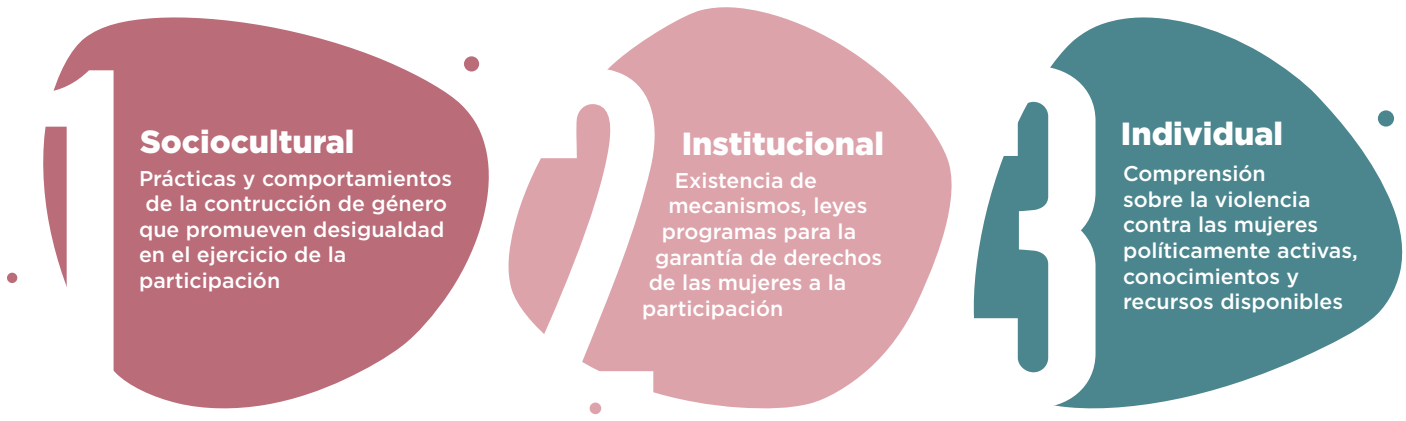 1
Sociocultural
Prácticas y comportamientos
de la contrucción de género
que promueven desigualdad
en el ejercicio de la
participación
2
Institucional
Existencia de
mecanismos, leyes
programas para la
garantía de derechos
de las mujeres a la
participación
3
Individual
Comprensión
sobre la violencia
contra las mujeres
políticamente activas,
conocimientos y
recursos disponibles